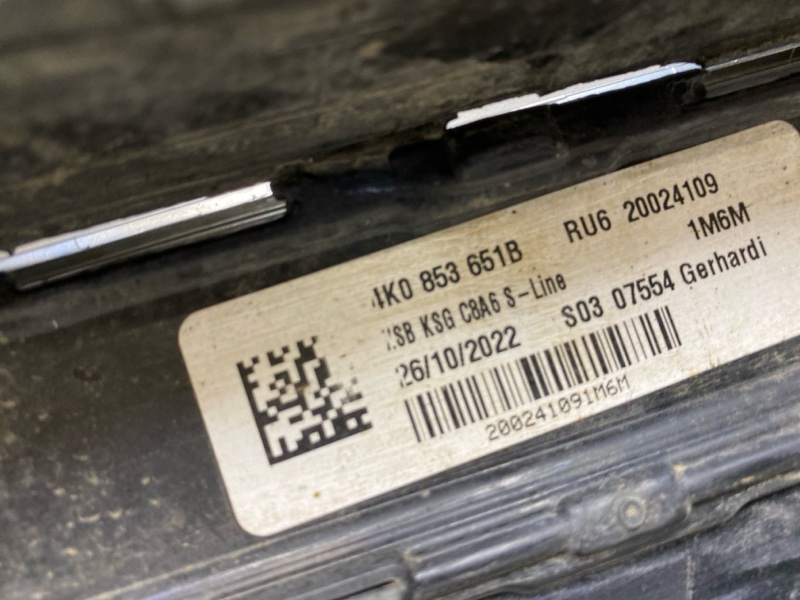 4K0 853 651B RU6 20024109
KSG C8A6 S-Line 1M6M
26/10/2022 S03 07554 Gerhardi
200241091M6M